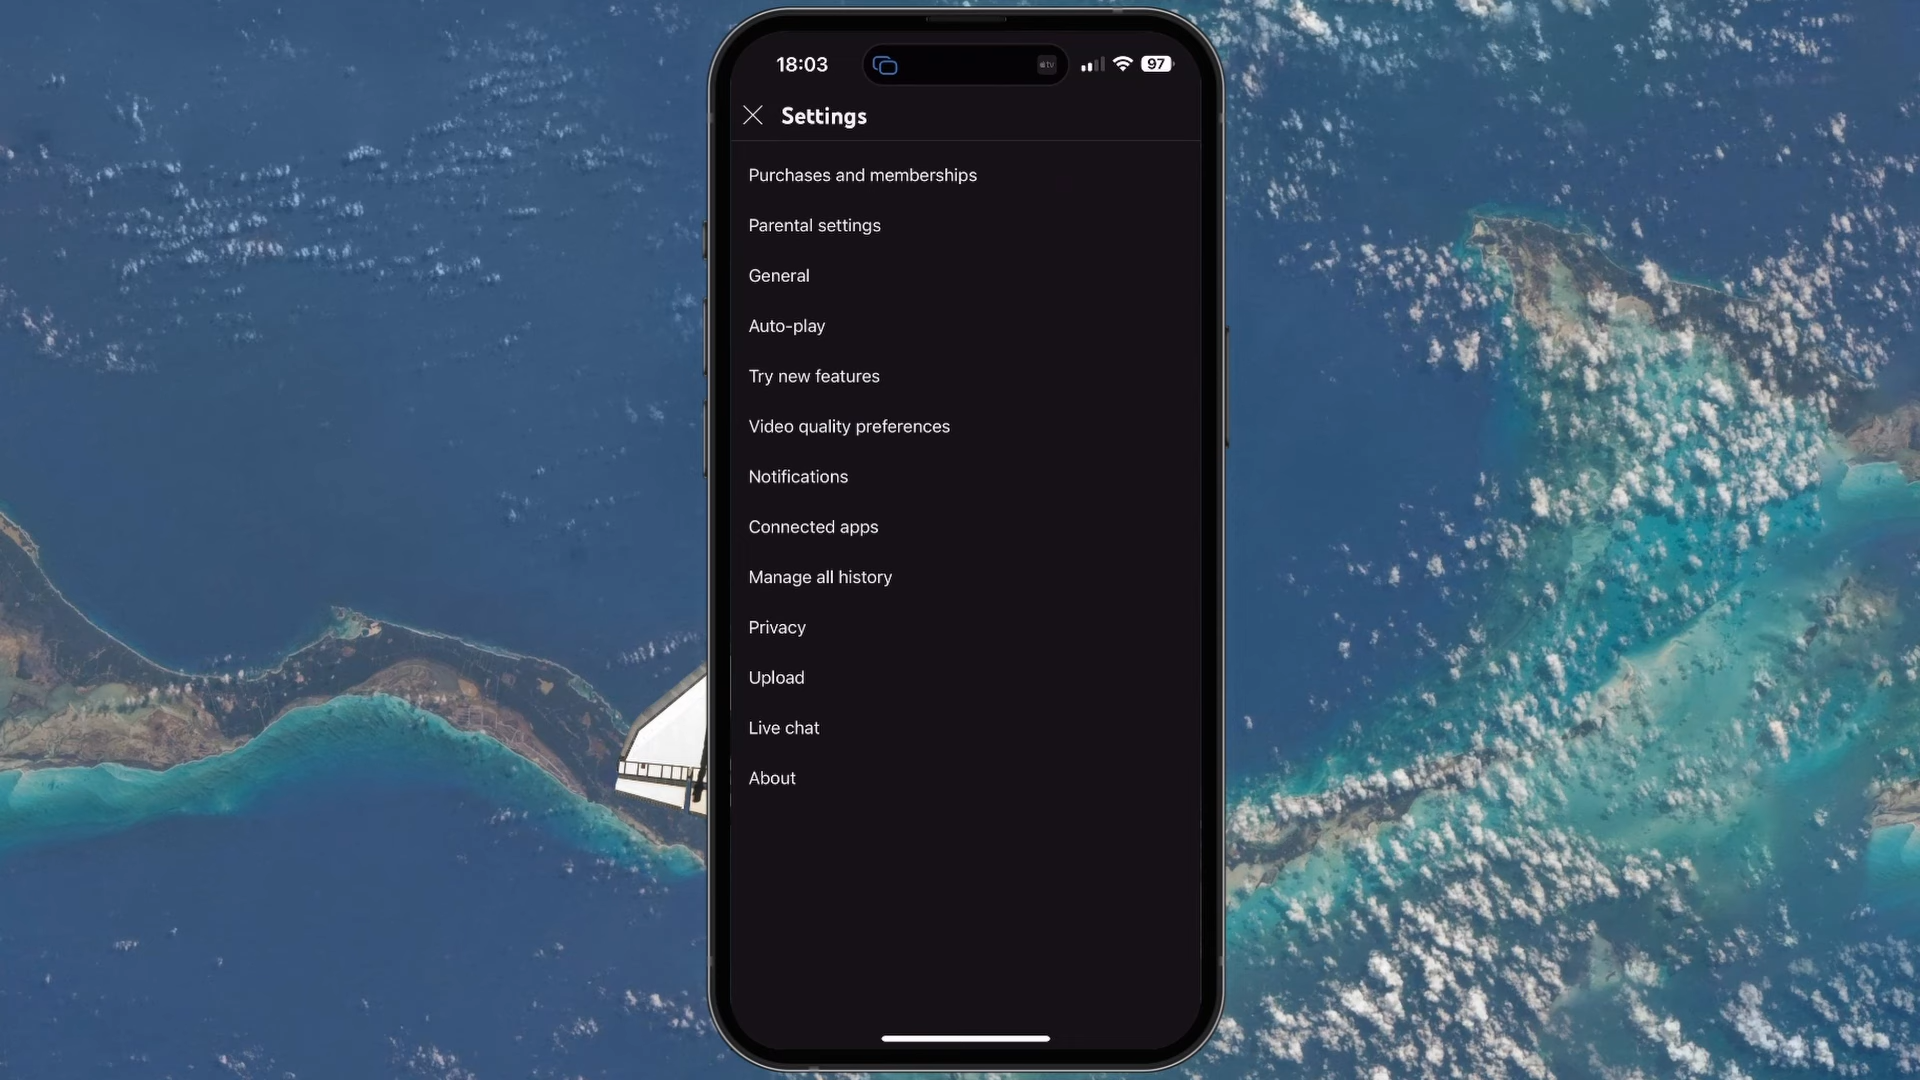 18:03
tv
97
Settings
Purchases and memberships
Parental settings
General
Auto-play
Try new features
Video quality preferences
Notifications
Connected apps
Manage all history
Privacy
Upload
Live chat
About